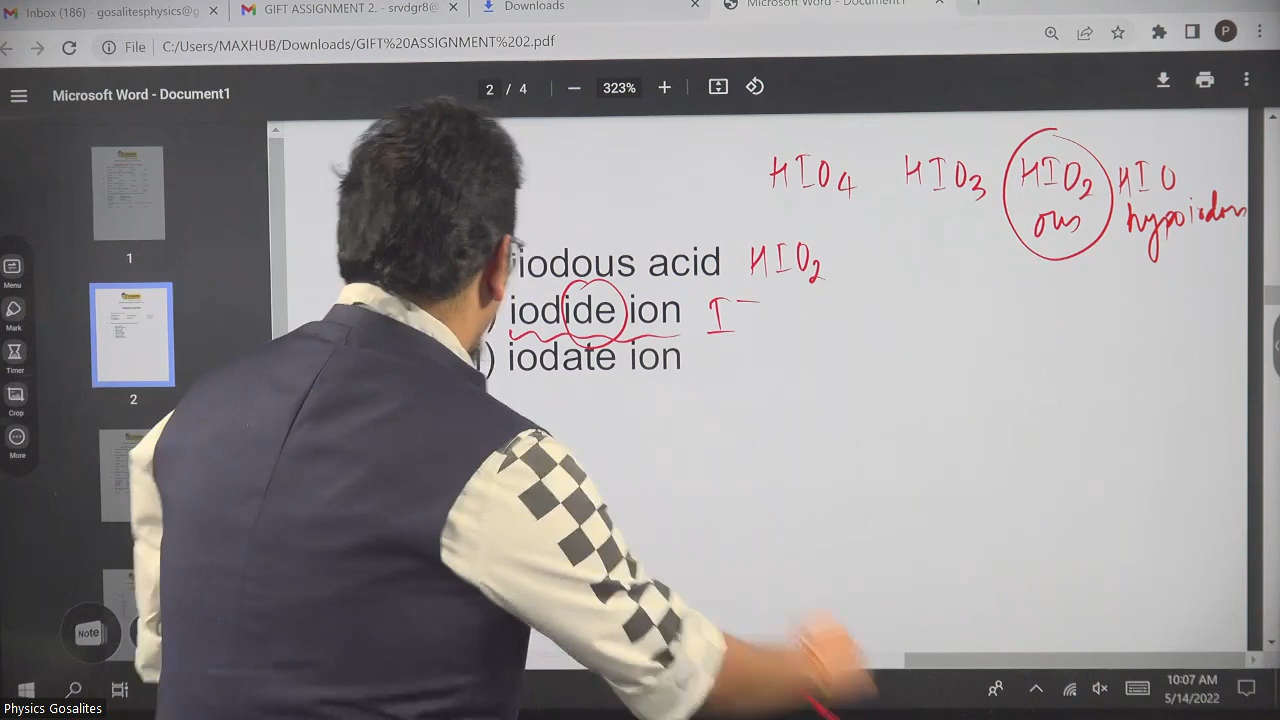 Inbox (186) - gosalitesphysics@g
GIFT ASSIGNMENT 2. - srvdgr8@
Downloads
Microsoft Word - Document1
File
C:/Users/MAXHUB/Downloads/GIFT%20ASSIGNMENT%202.pdf
P
Microsoft Word - Document1
2 / 4
323%
HIO4 HIO3 HIO2 HIO
ous
iodous acid HIO2
) iodide ion I⁻
) iodate ion
1
2
Menu
Mark
Timer
Crop
More
Note
10:07 AM
5/14/2022
Physics Gosalites